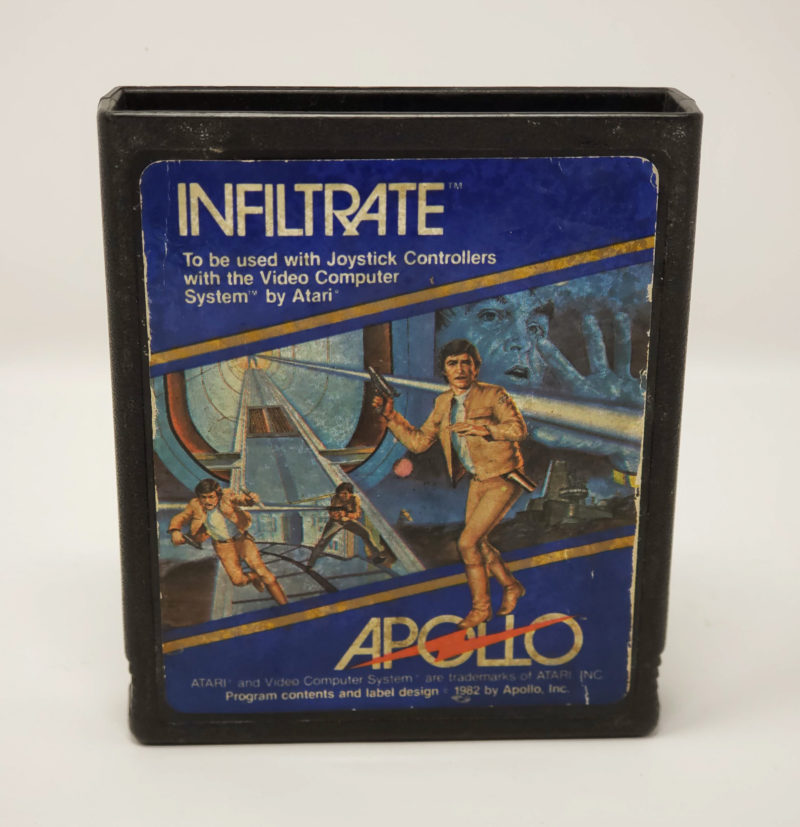 INFILTRATE™
To be used with Joystick Controllers
with the Video Computer
System™ by Atari®
APOLLO™
ATARI® and Video Computer System™ are trademarks of ATARI, INC.
Program contents and label design © 1982 by Apollo, Inc.